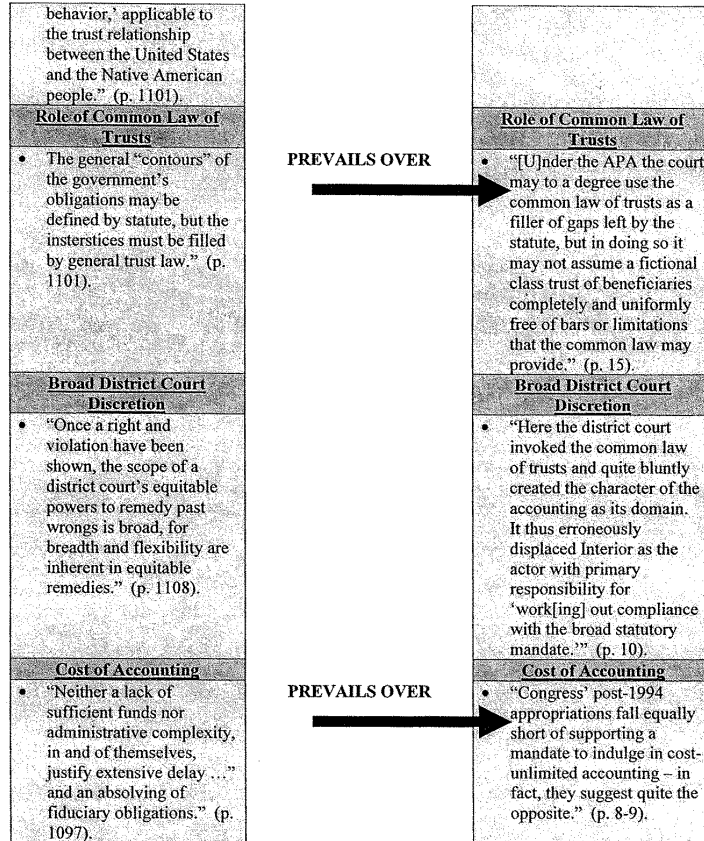 behavior,' applicable to
the trust relationship
between the United States
and the Native American
people." (p. 1101).
Role of Common Law of
Trusts
• The general "contours" of
the government's
obligations may be
defined by statute, but the
insterstices must be filled
by general trust law." (p.
1101).
Broad District Court
Discretion
• "Once a right and
violation have been
shown, the scope of a
district court's equitable
powers to remedy past
wrongs is broad, for
breadth and flexibility are
inherent in equitable
remedies." (p. 1108).
Cost of Accounting
• "Neither a lack of
sufficient funds nor
administrative complexity,
in and of themselves,
justify extensive delay …"
and an absolving of
fiduciary obligations." (p.
1097).
PREVAILS OVER
PREVAILS OVER
Role of Common Law of
Trusts
• "[U]nder the APA the court
may to a degree use the
common law of trusts as a
filler of gaps left by the
statute, but in doing so it
may not assume a fictional
class trust of beneficiaries
completely and uniformly
free of bars or limitations
that the common law may
provide." (p. 15).
Broad District Court
Discretion
• "Here the district court
invoked the common law
of trusts and quite bluntly
created the character of the
accounting as its domain.
It thus erroneously
displaced Interior as the
actor with primary
responsibility for
'work[ing] out compliance
with the broad statutory
mandate.'" (p. 10).
Cost of Accounting
• "Congress' post-1994
appropriations fall equally
short of supporting a
mandate to indulge in cost-
unlimited accounting – in
fact, they suggest quite the
opposite." (p. 8-9).